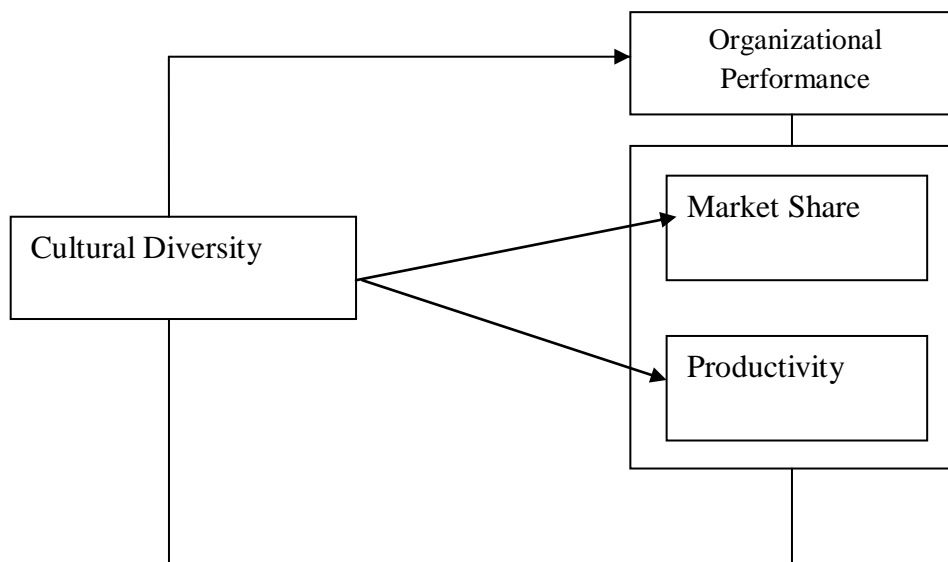 Organizational
Performance
Market Share
Cultural Diversity
Productivity